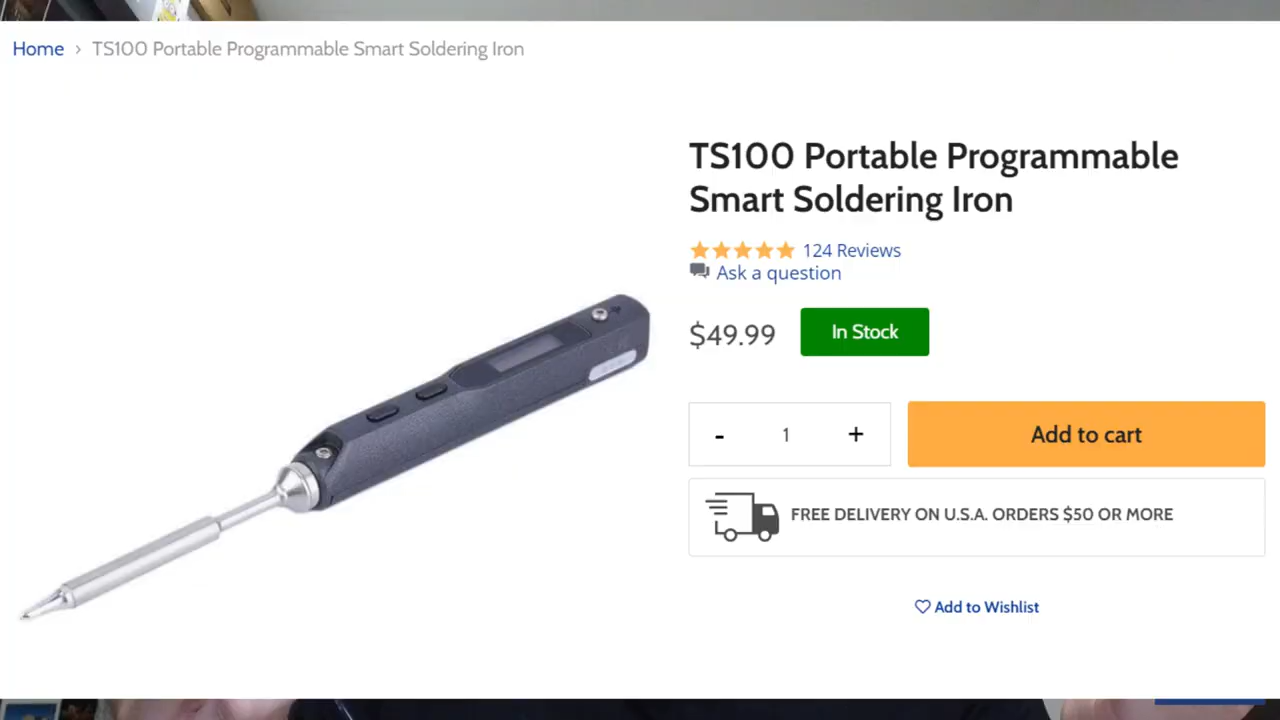 Home › TS100 Portable Programmable Smart Soldering Iron
TS100 Portable Programmable
Smart Soldering Iron
124 Reviews
Ask a question
$49.99
In Stock
- 1 +
Add to cart
FREE DELIVERY ON U.S.A. ORDERS $50 OR MORE
Add to Wishlist